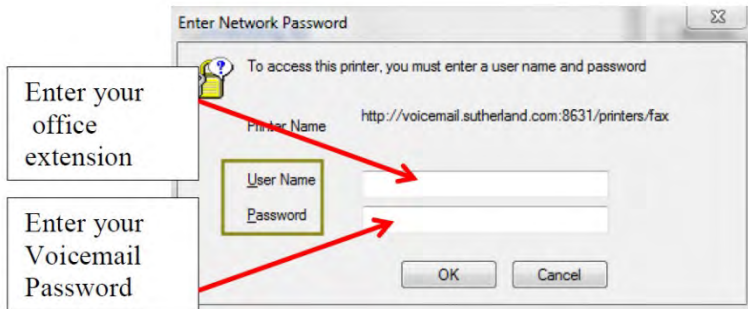 Enter Network Password
To access this printer, you must enter a user name and password
Enter your
office
extension
Printer Name
http://voicemail.sutherland.com:8631/printers/fax
User Name
Password
Enter your
Voicemail
Password
OK
Cancel